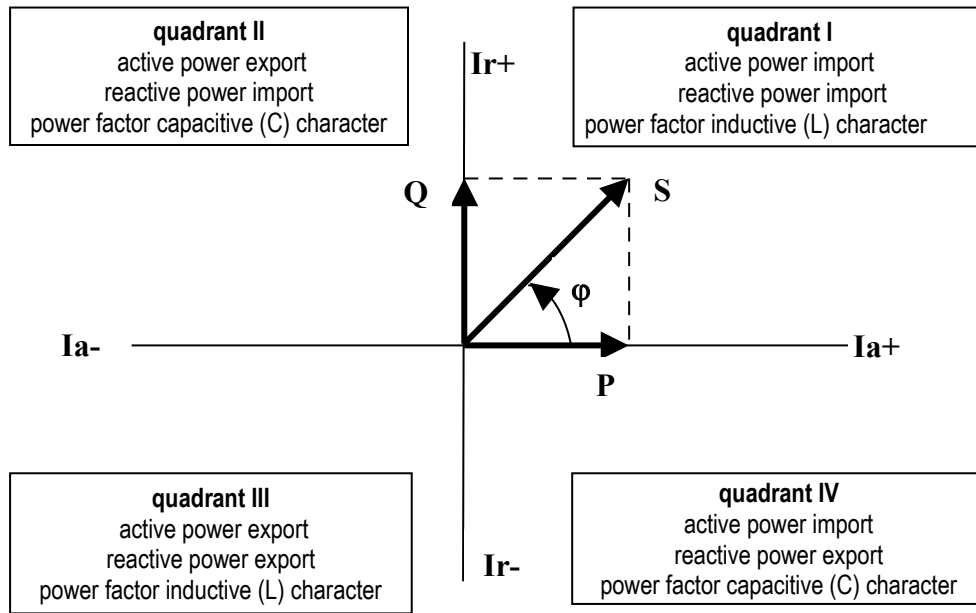 quadrant II
active power export
reactive power import
power factor capacitive (C) character
quadrant I
active power import
reactive power import
power factor inductive (L) character
Ir+
Q
S
φ
Ia-
Ia+
P
quadrant III
active power export
reactive power export
power factor inductive (L) character
Ir-
quadrant IV
active power import
reactive power export
power factor capacitive (C) character